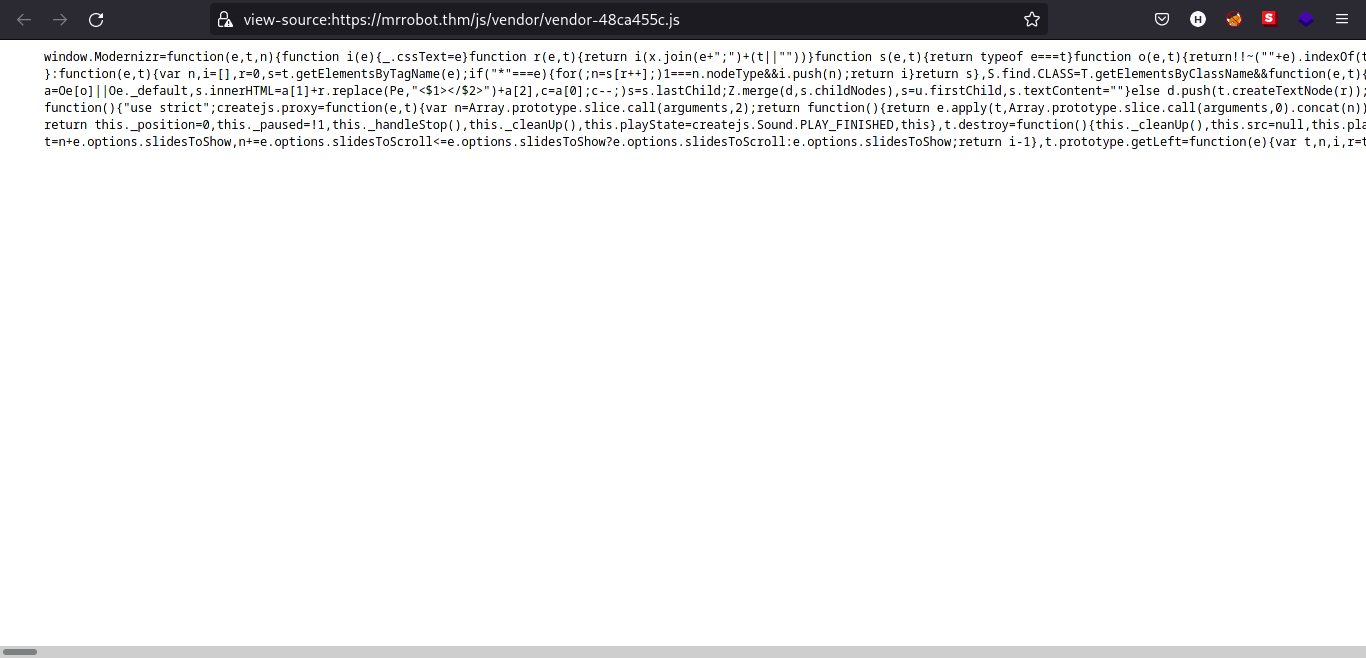 view-source:https://mrrobot.thm/js/vendor/vendor-48ca455c.js
H
S
window.Modernizr=function(e,t,n){function i(e){_.cssText=e}function r(e,t){return i(x.join(e+";")+(t||""))}function s(e,t){return typeof e===t}function o(e,t){return!!~(""+e).indexOf(t
}:function(e,t){var n,i=[],r=0,s=t.getElementsByTagName(e);if("*"===e){for(;n=s[r++];)1===n.nodeType&&i.push(n);return i}return s},S.find.CLASS=T.getElementsByClassName&&function(e,t){
a=Oe[o]||Oe._default,s.innerHTML=a[1]+r.replace(Pe,"<$1></$2>")+a[2],c=a[0];c--;)s=s.lastChild;Z.merge(d,s.childNodes),s=u.firstChild,s.textContent=""}else d.push(t.createTextNode(r));
function(){"use strict";createjs.proxy=function(e,t){var n=Array.prototype.slice.call(arguments,2);return function(){return e.apply(t,Array.prototype.slice.call(arguments,0).concat(n))
return this._position=0,this._paused=!1,this._handleStop(),this._cleanUp(),this.playState=createjs.Sound.PLAY_FINISHED,this},t.destroy=function(){this._cleanUp(),this.src=null,this.pla
t=n+e.options.slidesToShow,n+=e.options.slidesToScroll<=e.options.slidesToShow?e.options.slidesToScroll:e.options.slidesToShow;return i-1},t.prototype.getLeft=function(e){var t,n,i,r=t